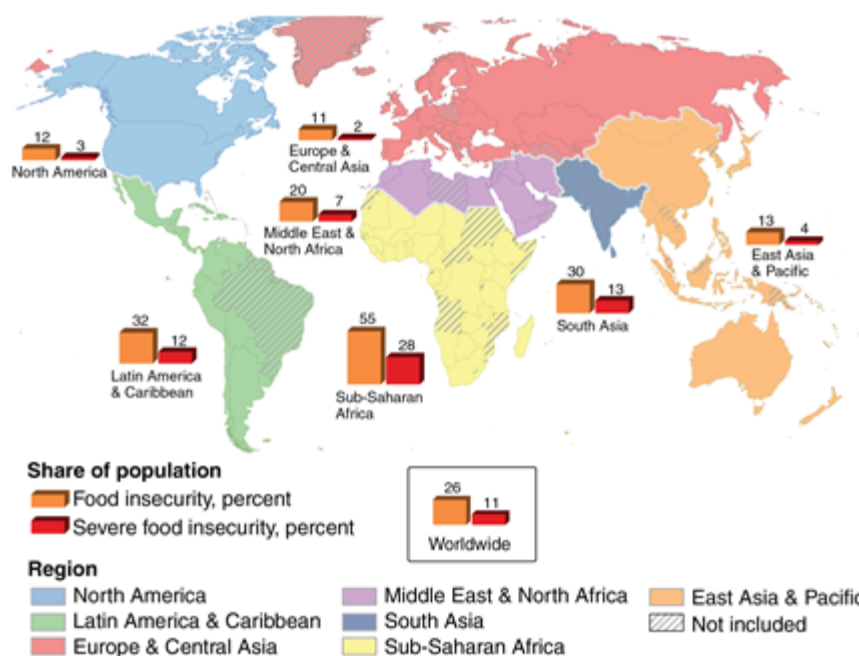 12
3
North America
11
2
Europe &
Central Asia
20
7
Middle East &
North Africa
13
4
East Asia
& Pacific
30
13
South Asia
32
12
Latin America
& Caribbean
55
28
Sub-Saharan
Africa
Share of population
Food insecurity, percent
Severe food insecurity, percent
26
11
Worldwide
Region
North America
Latin America & Caribbean
Europe & Central Asia
Middle East & North Africa
South Asia
Sub-Saharan Africa
East Asia & Pacific
Not included